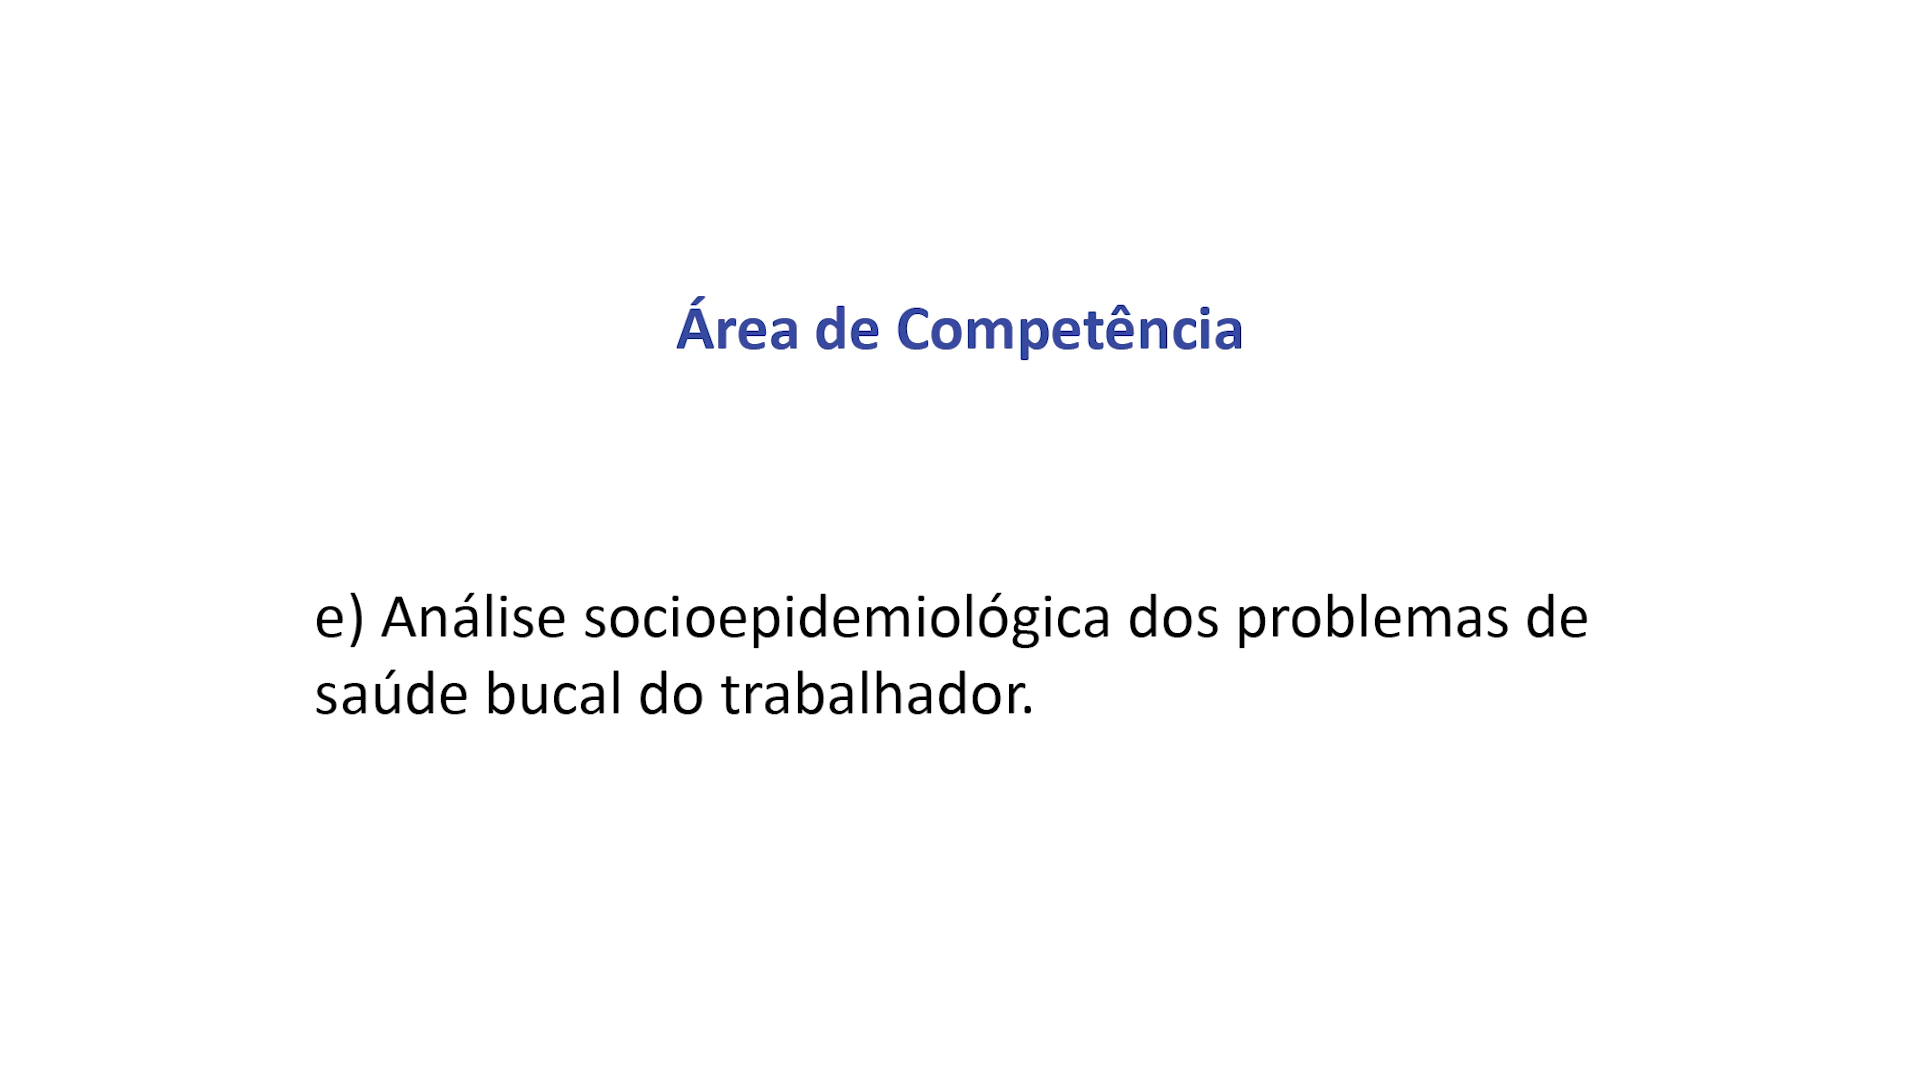 Área de Competência
e) Análise socioepidemiológica dos problemas de
saúde bucal do trabalhador.